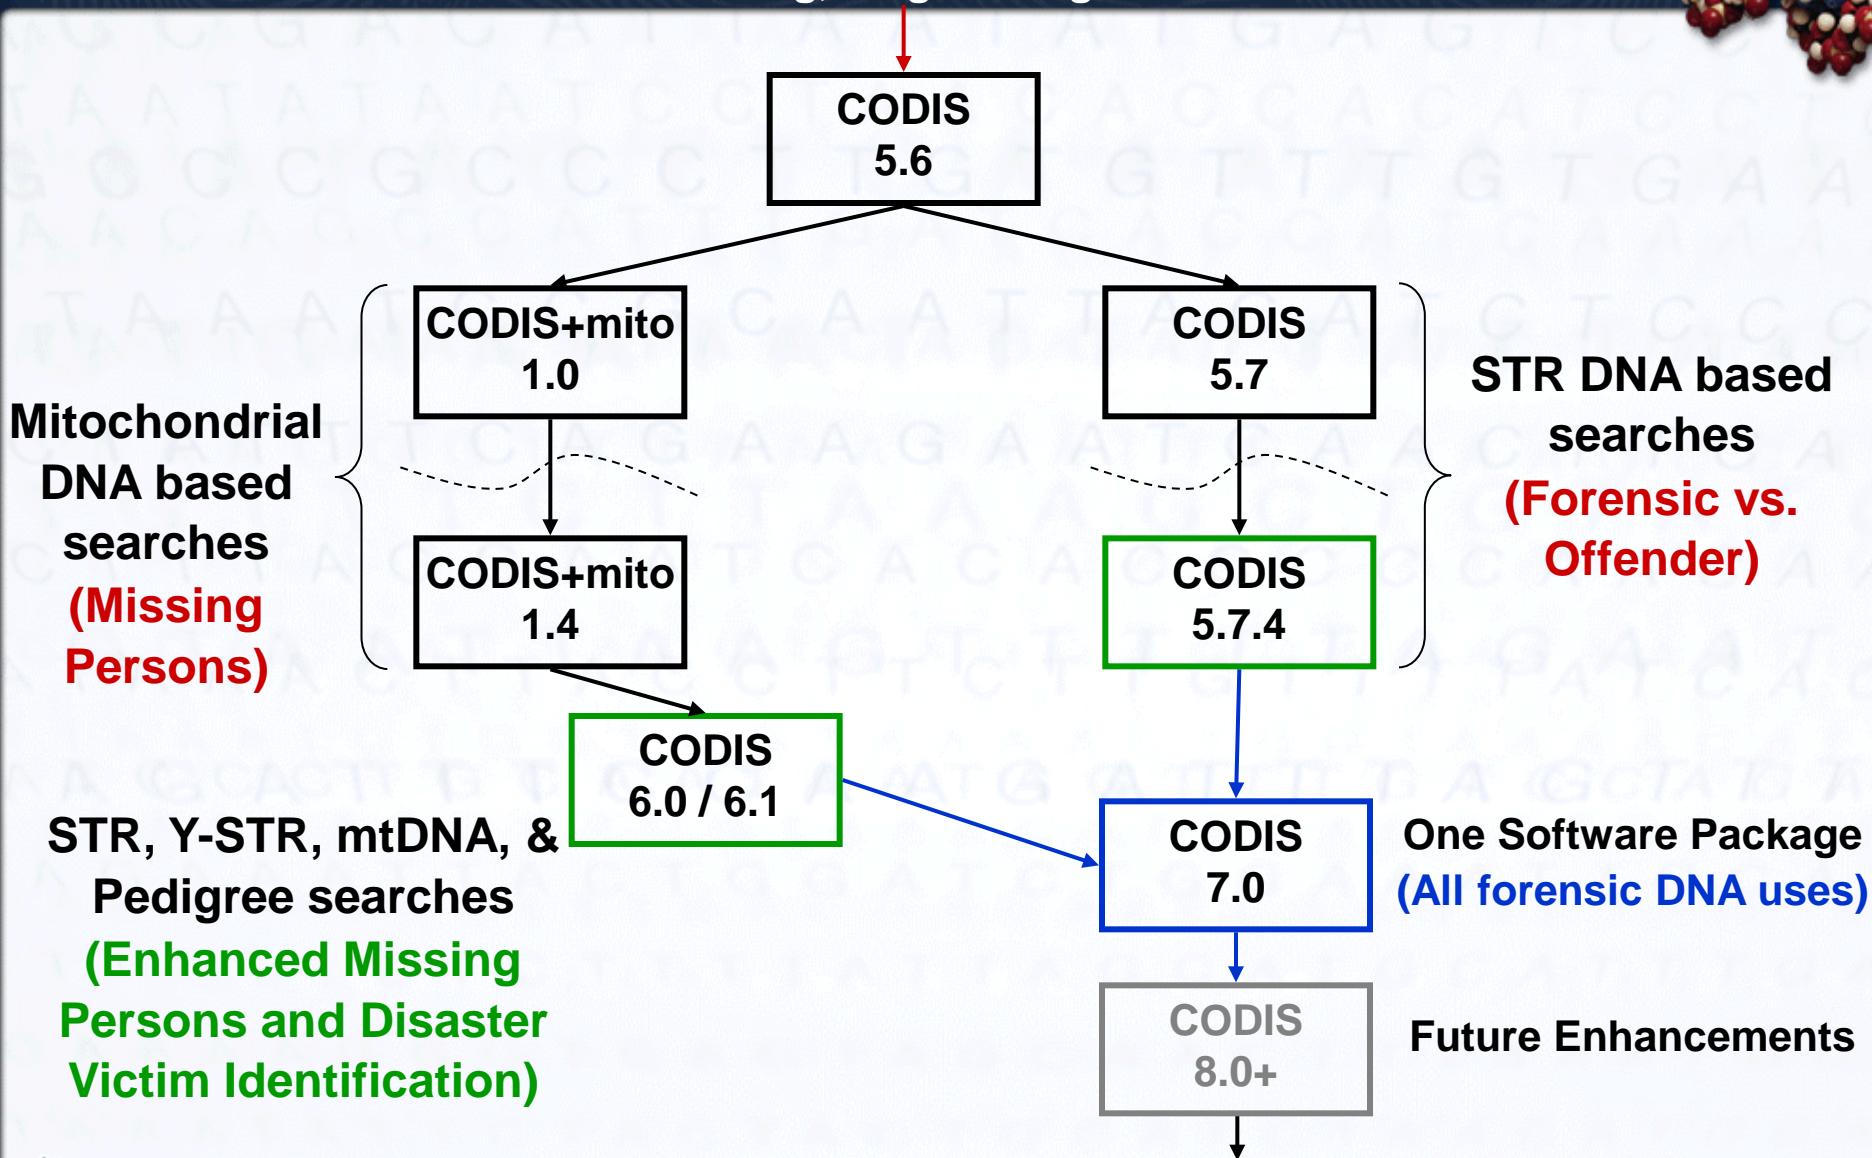 CODIS
5.6
CODIS+mito
1.0
CODIS
5.7
Mitochondrial
DNA based
searches
(Missing
Persons)
STR DNA based
searches
(Forensic vs.
Offender)
CODIS+mito
1.4
CODIS
5.7.4
CODIS
6.0 / 6.1
STR, Y-STR, mtDNA, &
Pedigree searches
(Enhanced Missing
Persons and Disaster
Victim Identification)
CODIS
7.0
One Software Package
(All forensic DNA uses)
CODIS
8.0+
Future Enhancements